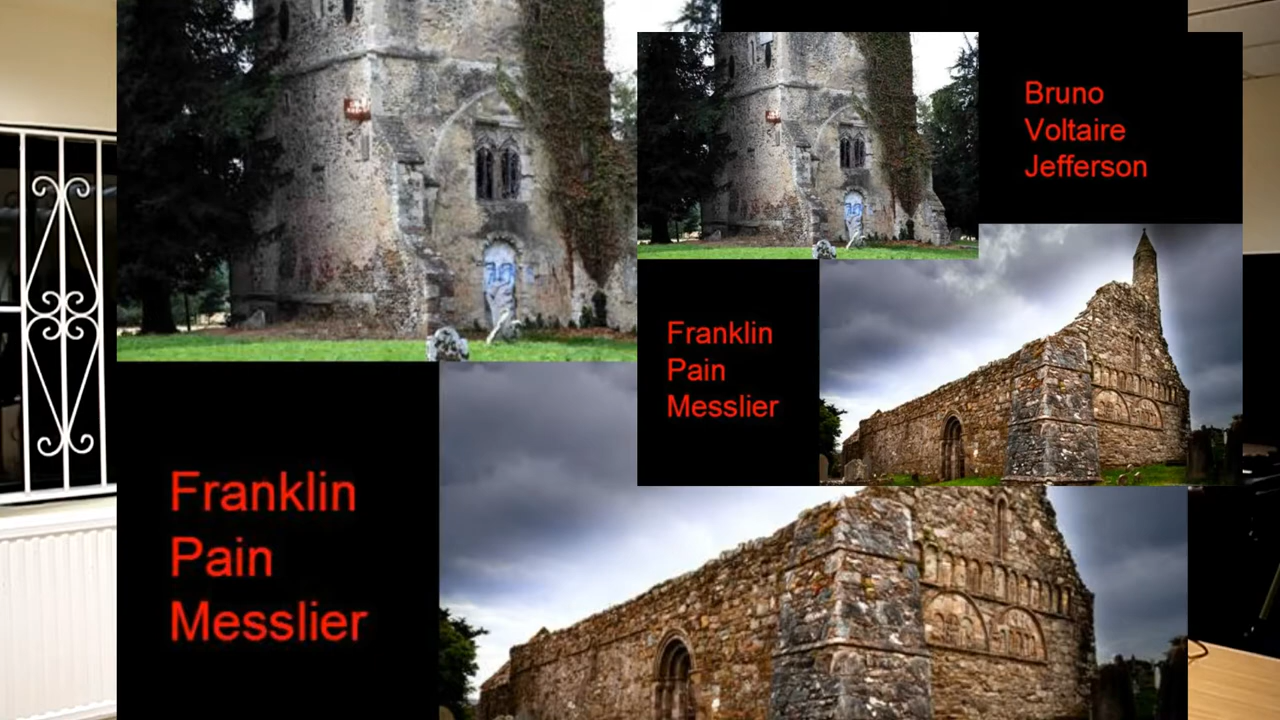 Bruno
Voltaire
Jefferson
Franklin
Pain
Messlier
Franklin
Pain
Messlier